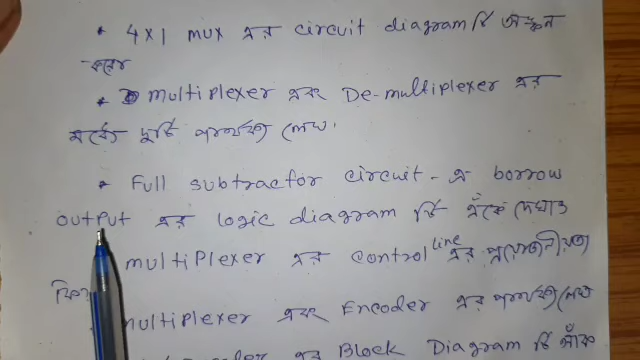 * 4x1 mux এর circuit diagram টি অঙ্কন
করো
* multiplexer এবং De-multiplexer এর
মধ্যে দুটি পার্থক্য লেখ.
* Full subtractor circuit-এ borrow
output এর logic diagram টি এঁকে দেখাও
multiplexer এর control line এর প্রয়োজনীয়তা
multiplexer এবং Encoder এর পার্থক্য লেখ
এর Block Diagram টি আঁক